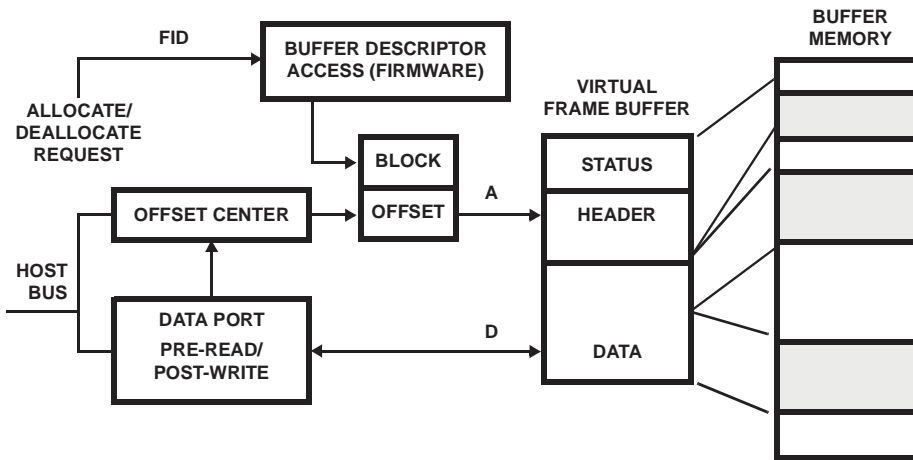 BUFFER
MEMORY
FID
BUFFER DESCRIPTOR
ACCESS (FIRMWARE)
VIRTUAL
FRAME BUFFER
ALLOCATE/
DEALLOCATE
REQUEST
BLOCK
STATUS
OFFSET CENTER
OFFSET
A
HEADER
HOST
BUS
DATA PORT
PRE-READ/
POST-WRITE
D
DATA